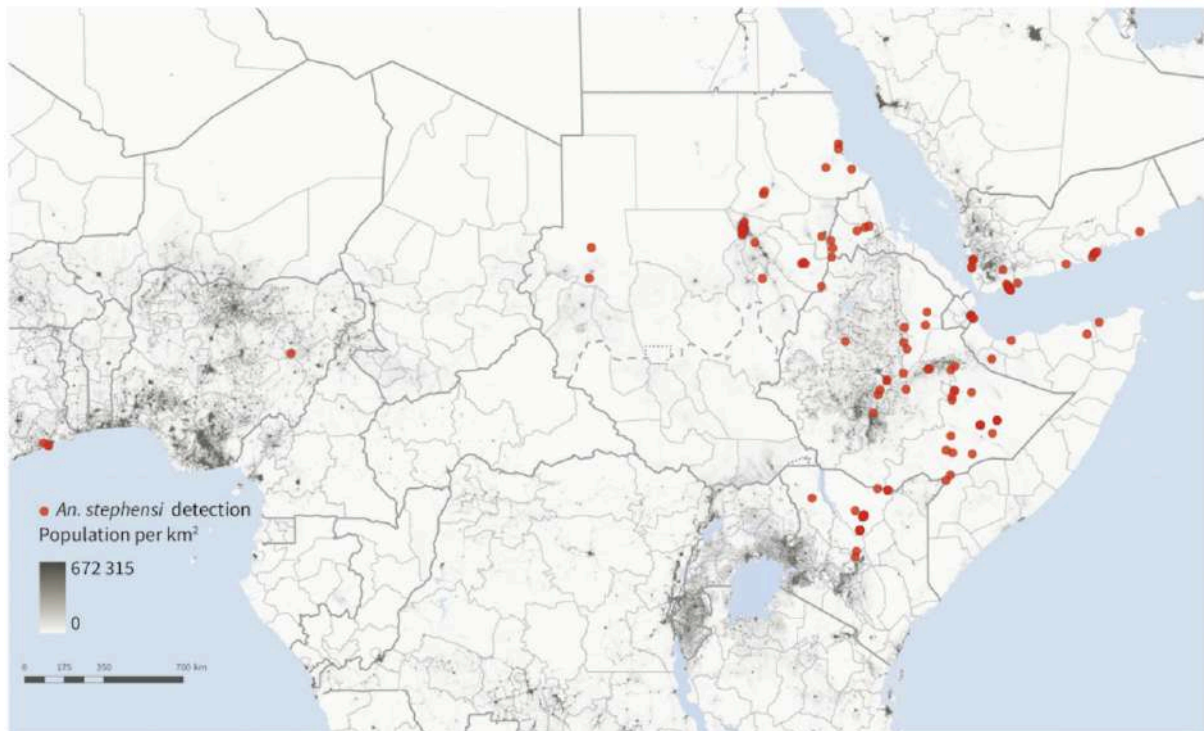 An. stephensi detection
Population per km²
672 315
0
0 175 350 700 km